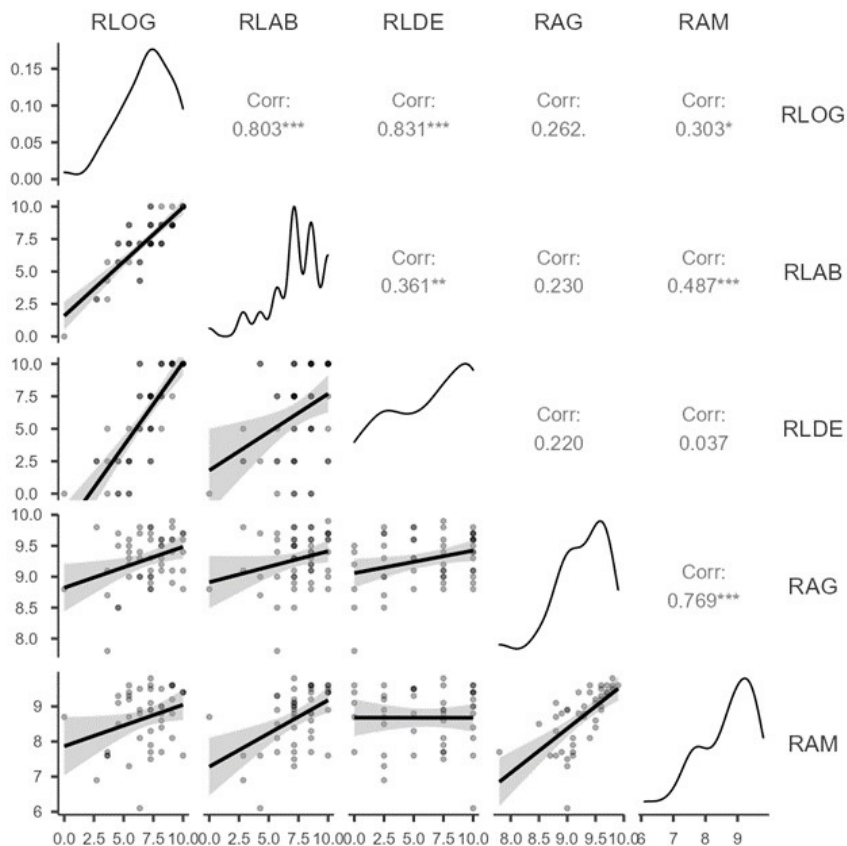 RLOG RLAB RLDE RAG RAM
0.15
0.10
0.05
0.00
Corr:
0.803***
Corr:
0.831***
Corr:
0.262.
Corr:
0.303*
RLOG
10.0
7.5
5.0
2.5
0.0
Corr:
0.361**
Corr:
0.230
Corr:
0.487***
RLAB
10.0
7.5
5.0
2.5
0.0
Corr:
0.220
Corr:
0.037
RLDE
10.0
9.5
9.0
8.5
8.0
Corr:
0.769***
RAG
9
8
7
6
RAM
0.0 2.5 5.0 7.5 10.0 0.0 2.5 5.0 7.5 10.0 0.0 2.5 5.0 7.5 10.0 8.0 8.5 9.0 9.5 10.0 6 7 8 9